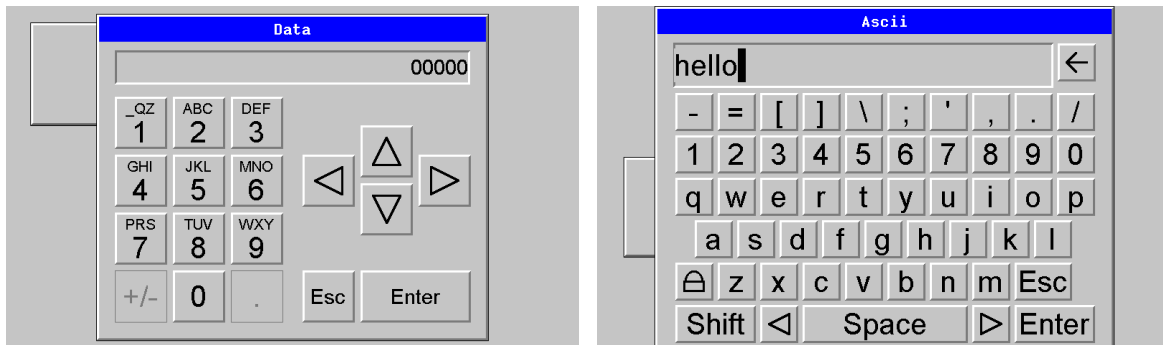 Data
00000
_QZ ABC DEF
1 2 3
GHI JKL MNO
4 5 6
PRS TUV WXY
7 8 9
+/- 0 . Esc Enter
Ascii
hello
- = [ ] \ ; ' , . /
1 2 3 4 5 6 7 8 9 0
q w e r t y u i o p
a s d f g h j k l
z x c v b n m Esc
Shift Space Enter